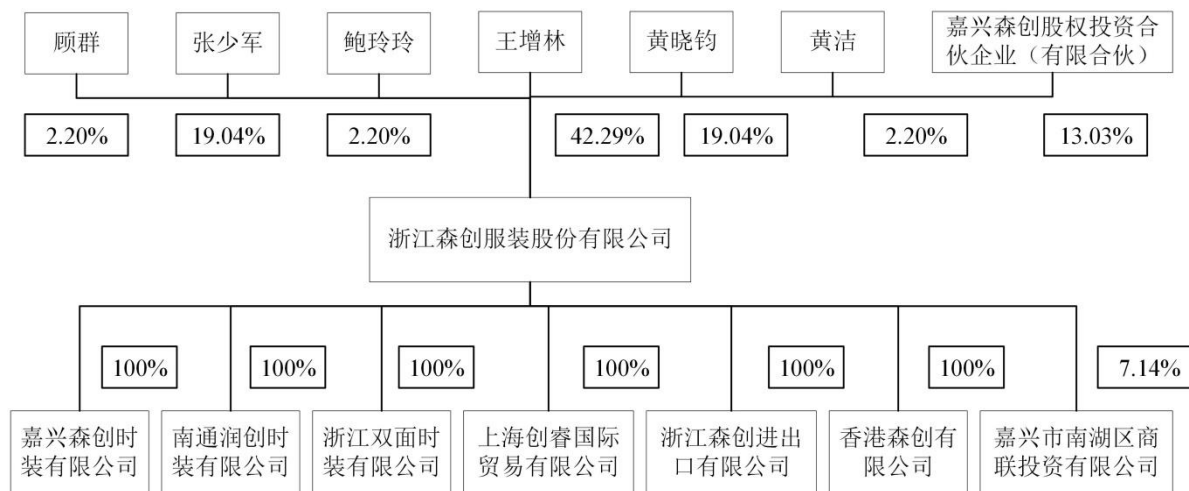 顾群
张少军
鲍玲玲
王增林
黄晓钧
黄洁
嘉兴森创股权投资合
伙企业（有限合伙）
2.20%
19.04%
2.20%
42.29%
19.04%
2.20%
13.03%
浙江森创服装股份有限公司
100%
100%
100%
100%
100%
100%
7.14%
嘉兴森创时
装有限公司
南通润创时
装有限公司
浙江双面时
装有限公司
上海创睿国际
贸易有限公司
浙江森创进出
口有限公司
香港森创有
限公司
嘉兴市南湖区商
联投资有限公司